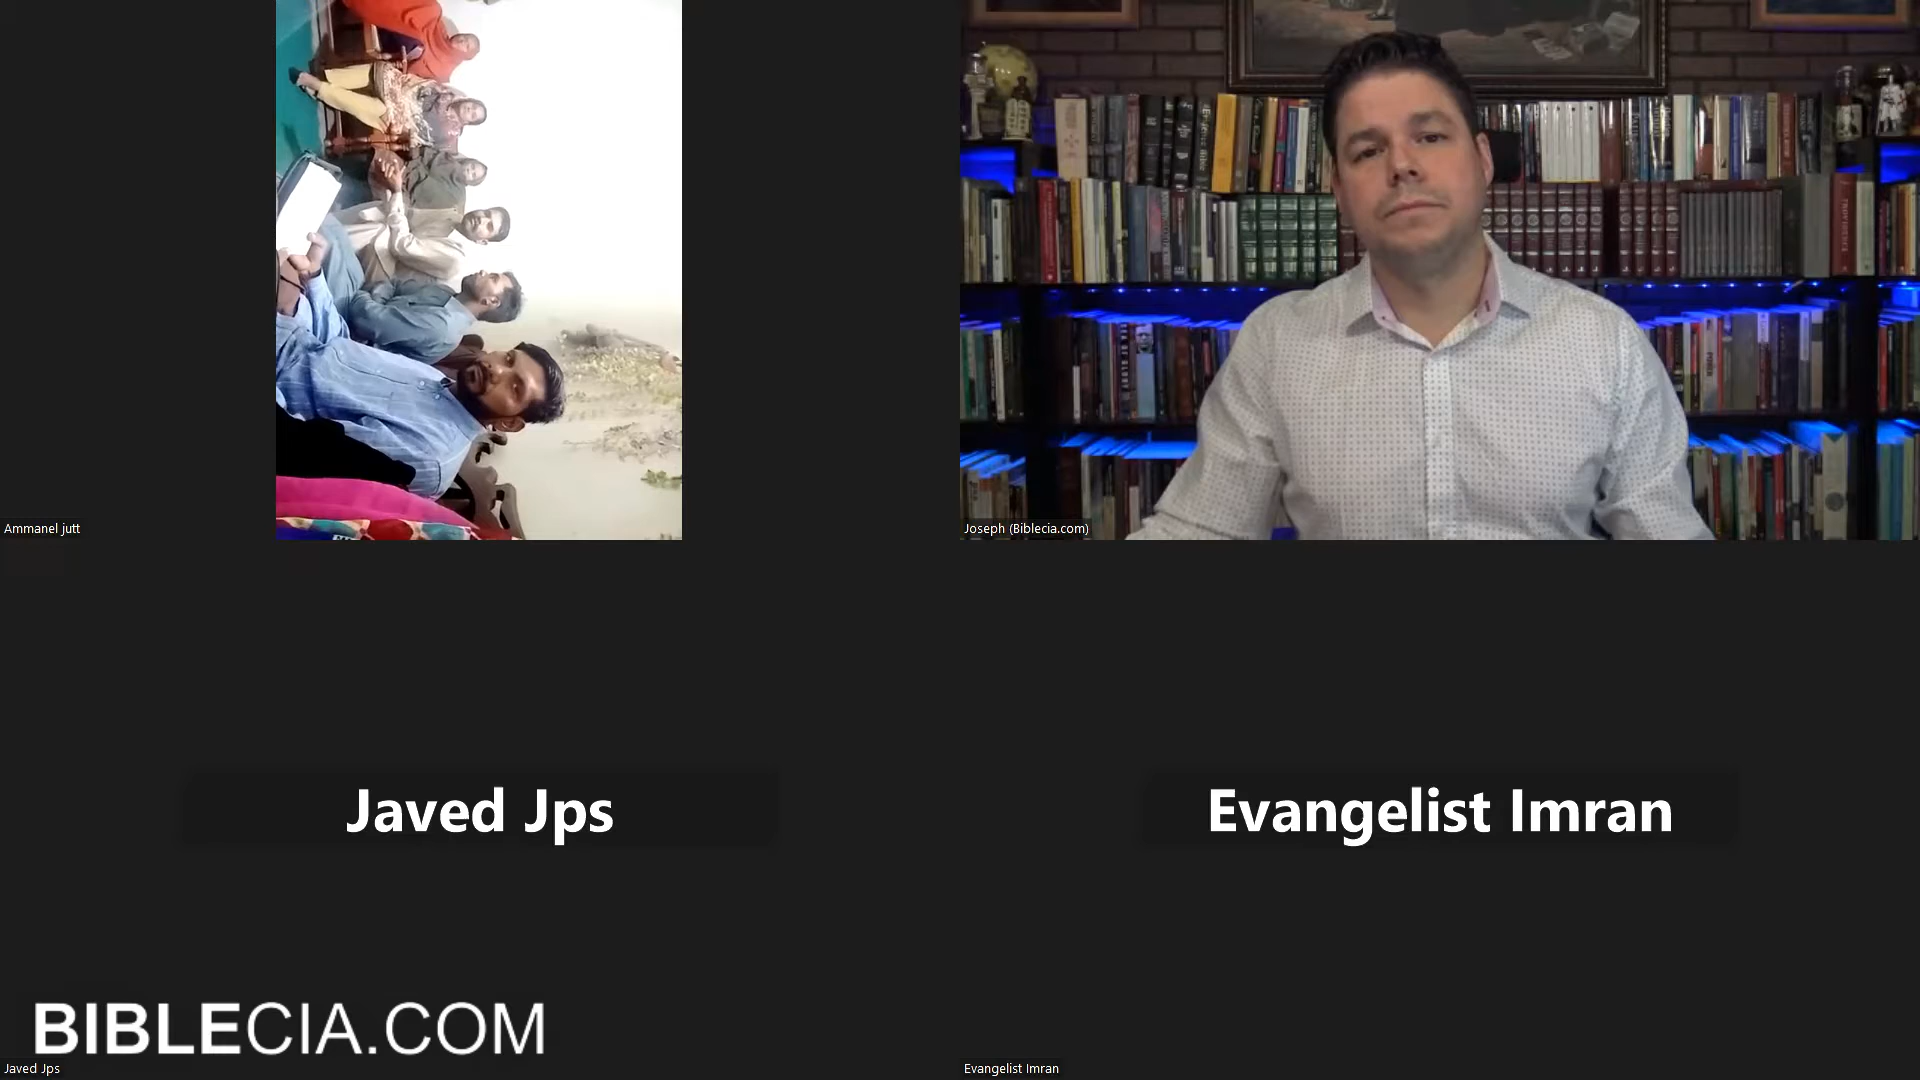 Ammanel jutt
Joseph (Biblecia.com)
Javed Jps
Evangelist Imran
BIBLECIA.COM
Javed Jps
Evangelist Imran